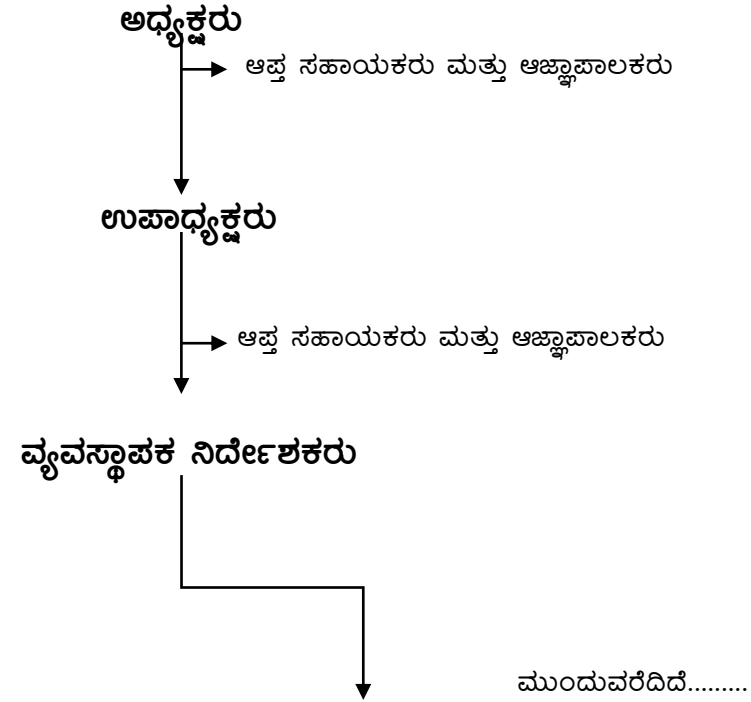 ಅಧ್ಯಕ್ಷರು
ಆಪ್ತ ಸಹಾಯಕರು ಮತ್ತು ಆಜ್ಞಾಪಾಲಕರು
ಉಪಾಧ್ಯಕ್ಷರು
ಆಪ್ತ ಸಹಾಯಕರು ಮತ್ತು ಆಜ್ಞಾಪಾಲಕರು
ವ್ಯವಸ್ಥಾಪಕ ನಿರ್ದೇಶಕರು
ಮುಂದುವರೆದಿದೆ.........